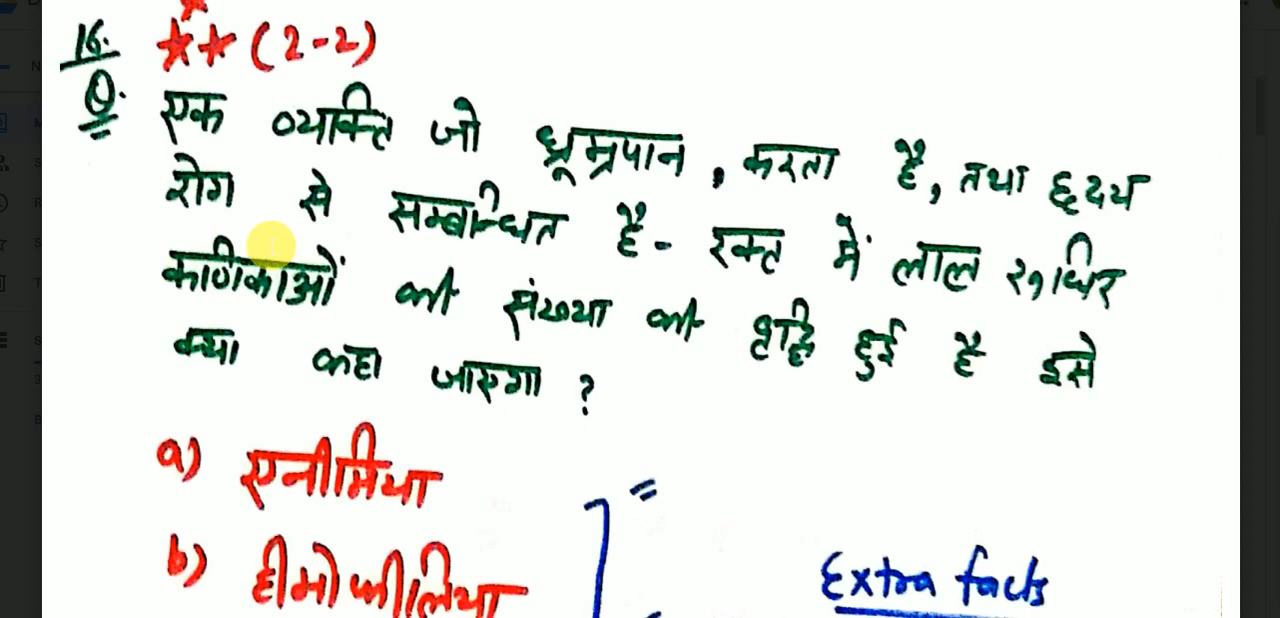 16. ★★ (2-2)
Q. एक व्यक्ति जो धूम्रपान, करता है, तथा हृदय
रोग से सम्बन्धित है- रक्त में लाल रुधिर
कणिकाओं की संख्या की वृद्धि हुई है इसे
क्या कहा जाएगा ?
a) एनीमिया
b) हीमोफीलिया
Extra facts